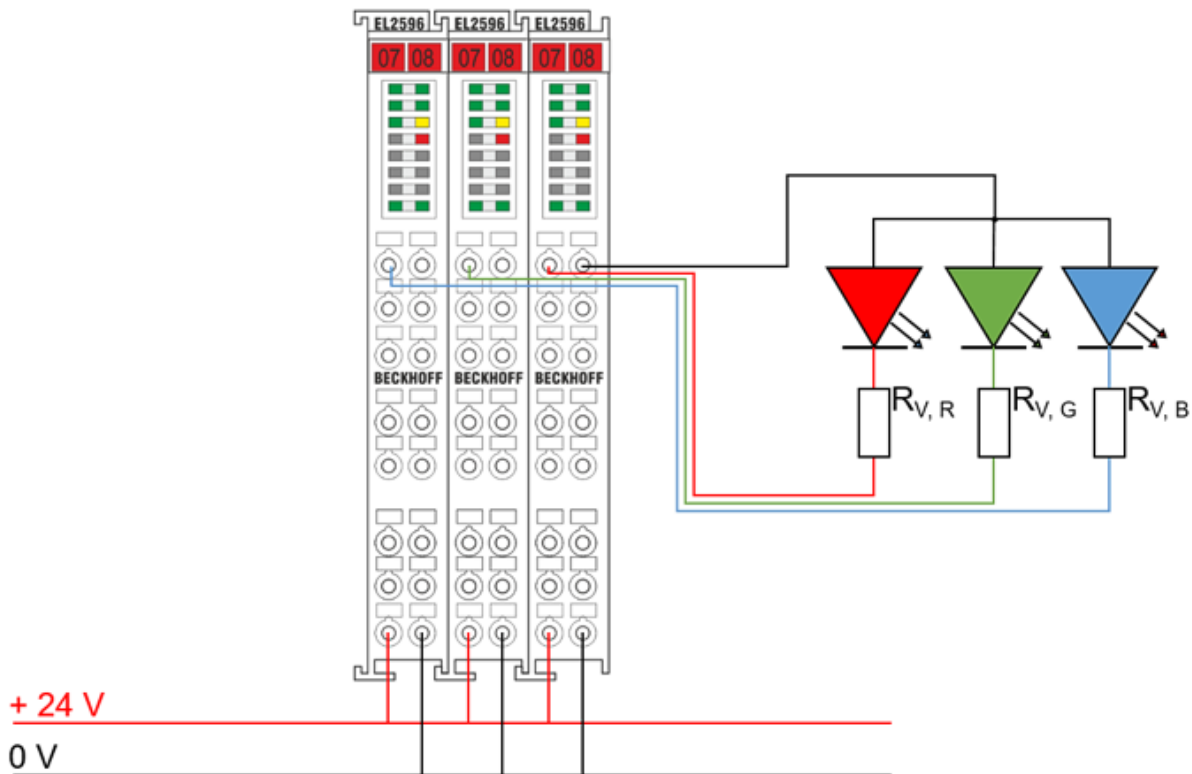 EL2596 EL2596 EL2596
07 08 07 08 07 08
BECKHOFF BECKHOFF BECKHOFF
RV, R RV, G RV, B
+ 24 V
0 V